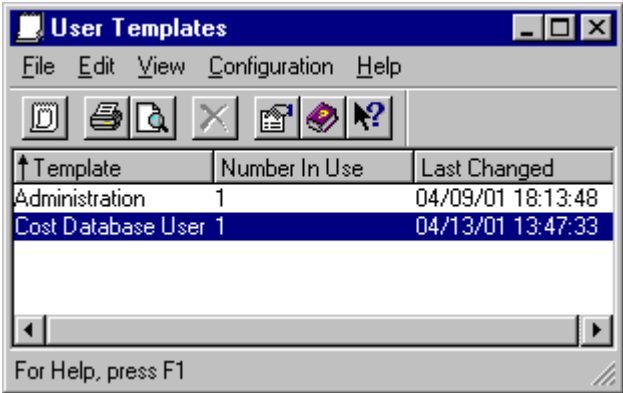 User Templates
File Edit View Configuration Help
Template Number In Use Last Changed
Administration 1 04/09/01 18:13:48
Cost Database User 1 04/13/01 13:47:33
For Help, press F1